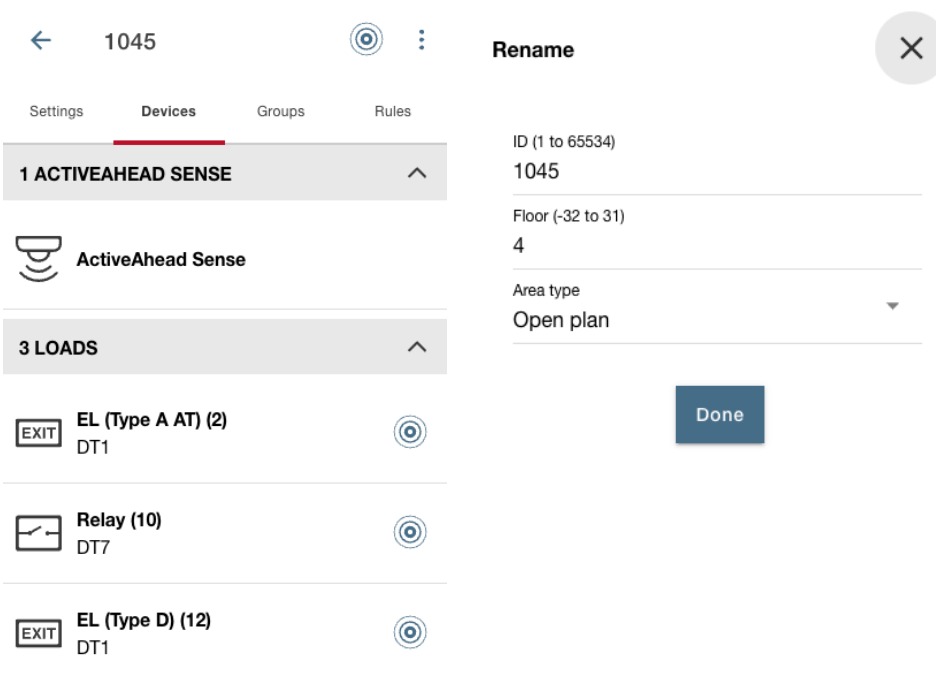 1045
Settings
Devices
Groups
Rules
1 ACTIVEAHEAD SENSE
ActiveAhead Sense
3 LOADS
EXIT
EL (Type A AT) (2)
DT1
Relay (10)
DT7
EXIT
EL (Type D) (12)
DT1
Rename
ID (1 to 65534)
1045
Floor (-32 to 31)
4
Area type
Open plan
Done